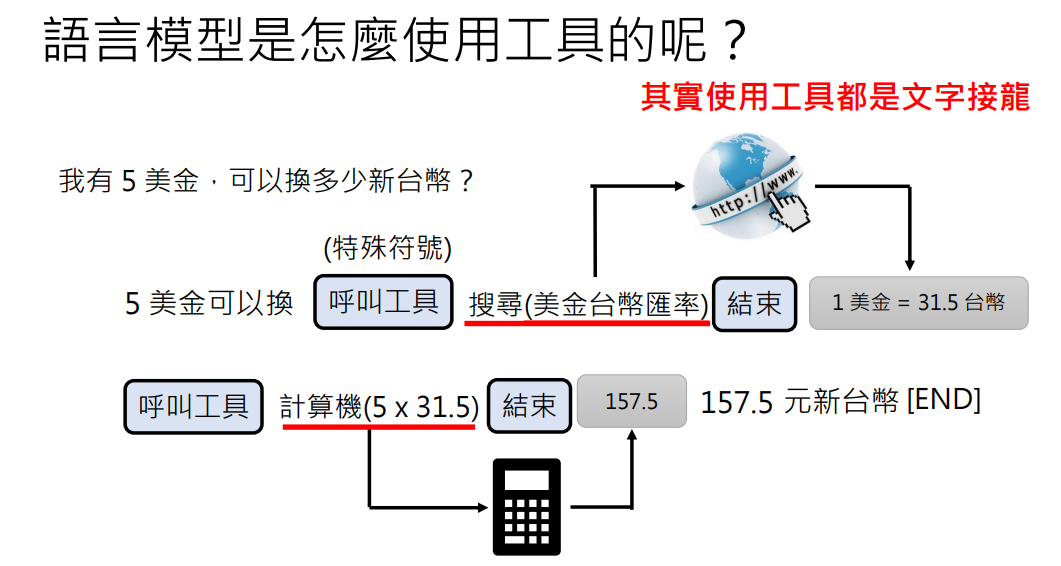 語言模型是怎麼使用工具的呢？
其實使用工具都是文字接龍
我有 5 美金，可以換多少新台幣？
http://www.
(特殊符號)
5 美金可以換 呼叫工具 搜尋(美金台幣匯率) 結束 1 美金 = 31.5 台幣
呼叫工具 計算機(5 x 31.5) 結束 157.5 157.5 元新台幣 [END]